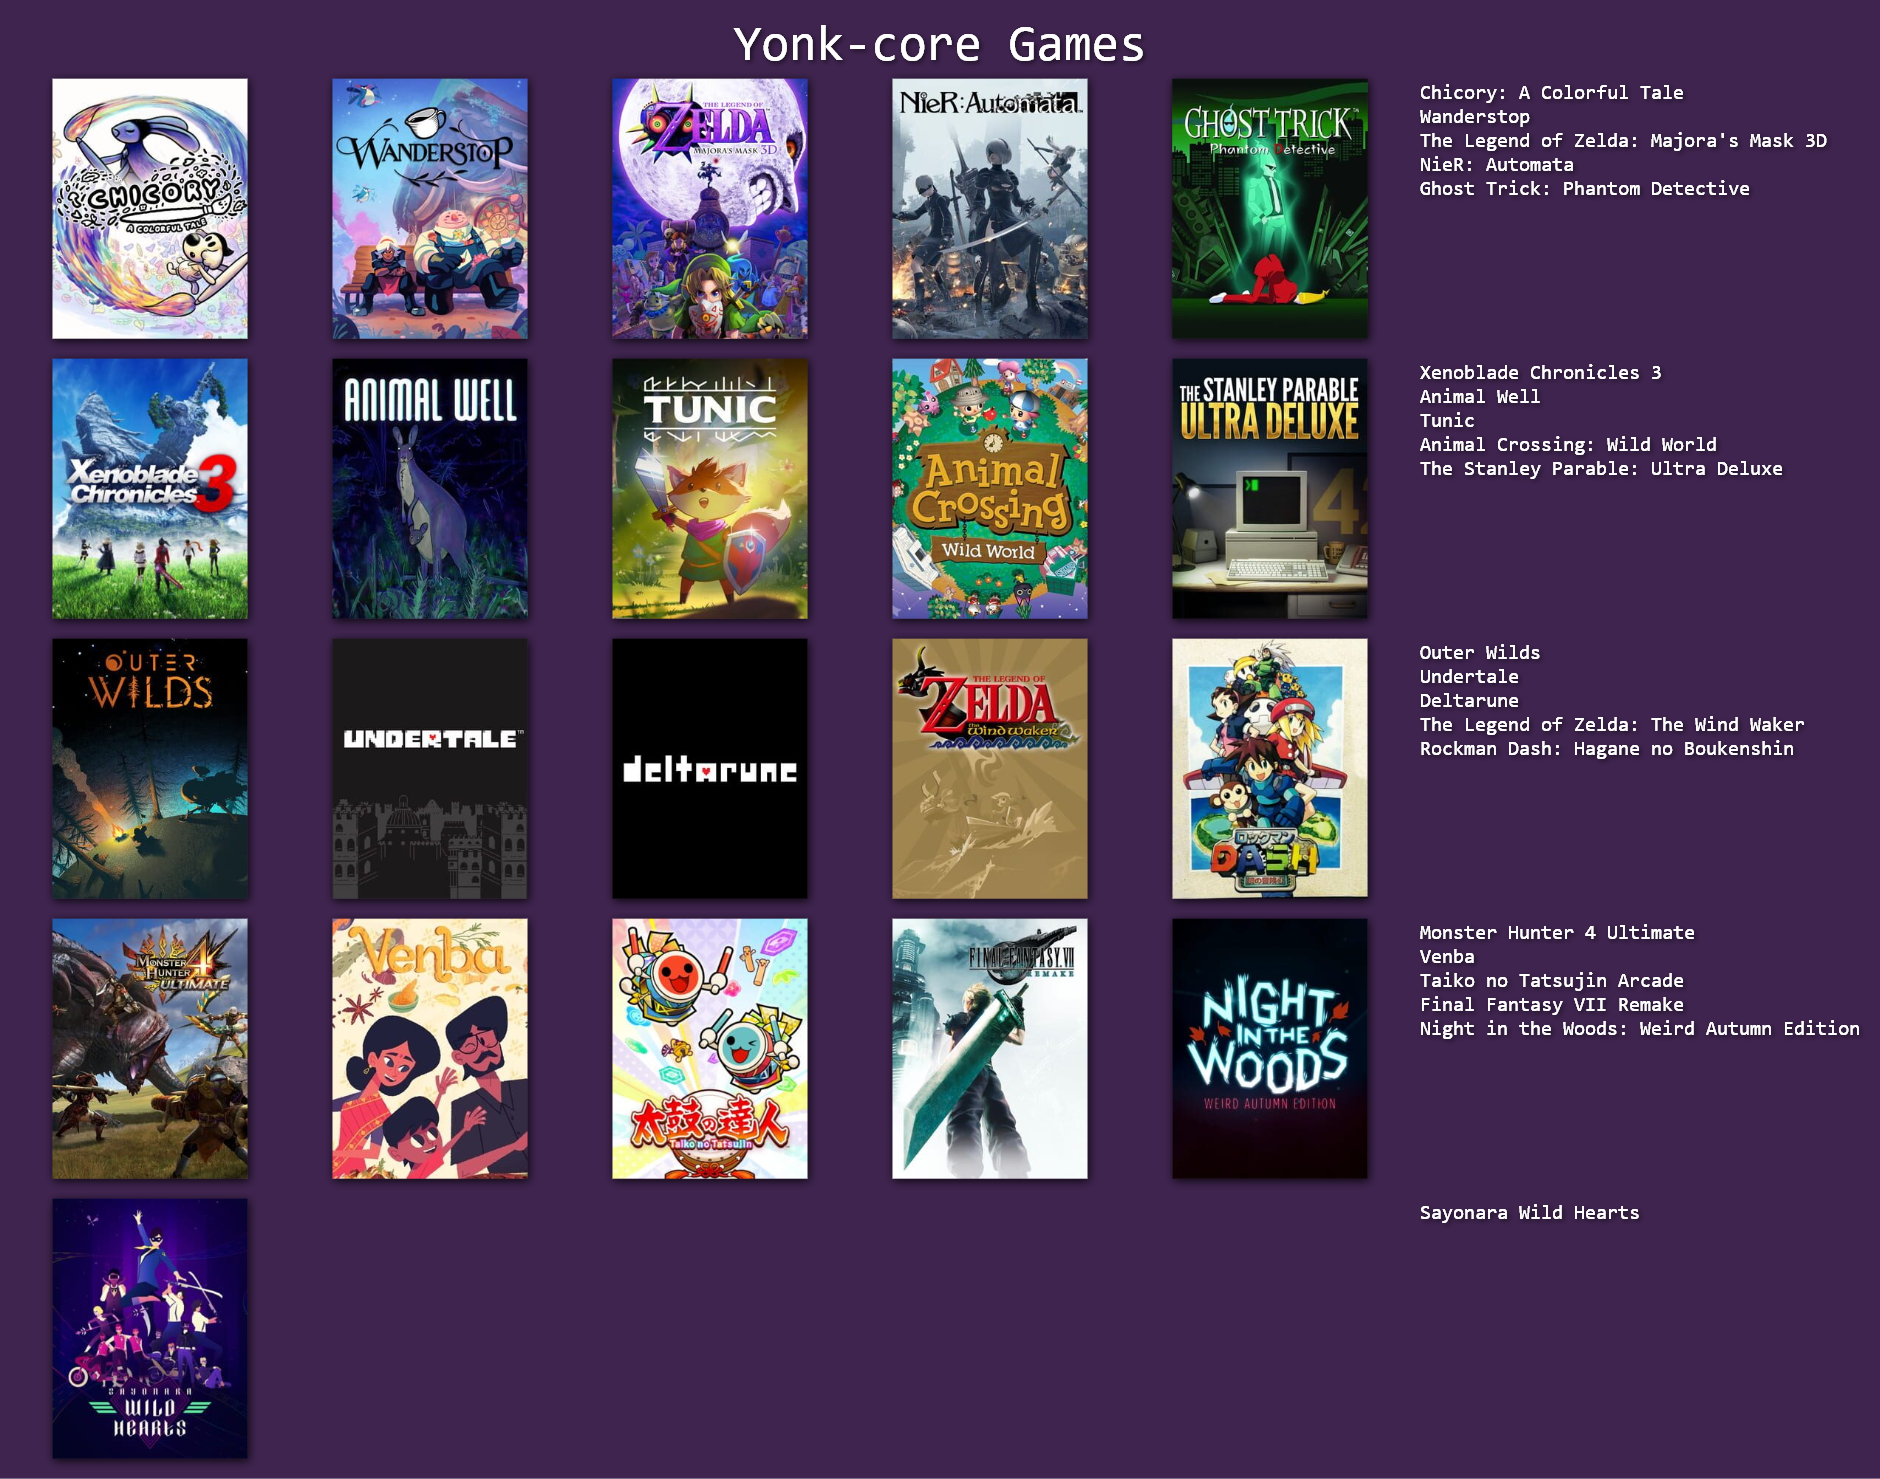 Yonk-core Games
CHICORY
A COLORFUL TALE
WANDERSTOP
THE LEGEND OF
ZELDA
MAJORA'S MASK 3D
NieR:Automata
GHOST TRICK
Phantom Detective
Chicory: A Colorful Tale
Wanderstop
The Legend of Zelda: Majora's Mask 3D
NieR: Automata
Ghost Trick: Phantom Detective
Xenoblade
Chronicles 3
ANIMAL WELL
TUNIC
Animal
Crossing
Wild World
THE STANLEY PARABLE
ULTRA DELUXE
Xenoblade Chronicles 3
Animal Well
Tunic
Animal Crossing: Wild World
The Stanley Parable: Ultra Deluxe
OUTER
WILDS
UNDERTALE
deltarune
THE LEGEND OF
ZELDA
The Wind Waker
ロックマン
DASH
Outer Wilds
Undertale
Deltarune
The Legend of Zelda: The Wind Waker
Rockman Dash: Hagane no Boukenshin
MONSTER
HUNTER 4
ULTIMATE
Venba
太鼓の達人
Taiko no Tatsujin
FINAL FANTASY VII
REMAKE
NIGHT
IN THE
WOODS
WEIRD AUTUMN EDITION
Monster Hunter 4 Ultimate
Venba
Taiko no Tatsujin Arcade
Final Fantasy VII Remake
Night in the Woods: Weird Autumn Edition
SAYONARA
WILD
HEARTS
Sayonara Wild Hearts